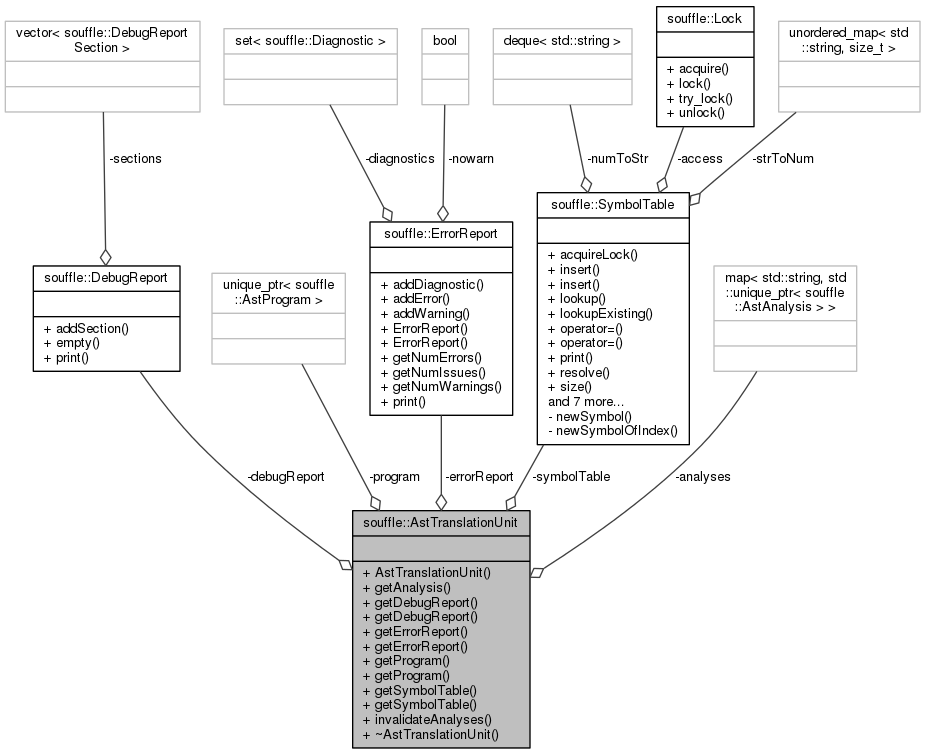 vector< souffle::DebugReport
Section >
set< souffle::Diagnostic >
bool
deque< std::string >
souffle::Lock
+ acquire()
+ lock()
+ try_lock()
+ unlock()
unordered_map< std
::string, size_t >
-sections
-diagnostics
-nowarn
-numToStr
-access
-strToNum
souffle::DebugReport
+ addSection()
+ empty()
+ print()
unique_ptr< souffle
::AstProgram >
souffle::ErrorReport
+ addDiagnostic()
+ addError()
+ addWarning()
+ ErrorReport()
+ ErrorReport()
+ getNumErrors()
+ getNumIssues()
+ getNumWarnings()
+ print()
souffle::SymbolTable
+ acquireLock()
+ insert()
+ insert()
+ lookup()
+ lookupExisting()
+ operator=()
+ operator=()
+ print()
+ resolve()
+ size()
and 7 more...
- newSymbol()
- newSymbolOfIndex()
map< std::string, std
::unique_ptr< souffle
::AstAnalysis > >
-debugReport
-program
-errorReport
-symbolTable
-analyses
souffle::AstTranslationUnit
+ AstTranslationUnit()
+ getAnalysis()
+ getDebugReport()
+ getDebugReport()
+ getErrorReport()
+ getErrorReport()
+ getProgram()
+ getProgram()
+ getSymbolTable()
+ getSymbolTable()
+ invalidateAnalyses()
+ ~AstTranslationUnit()